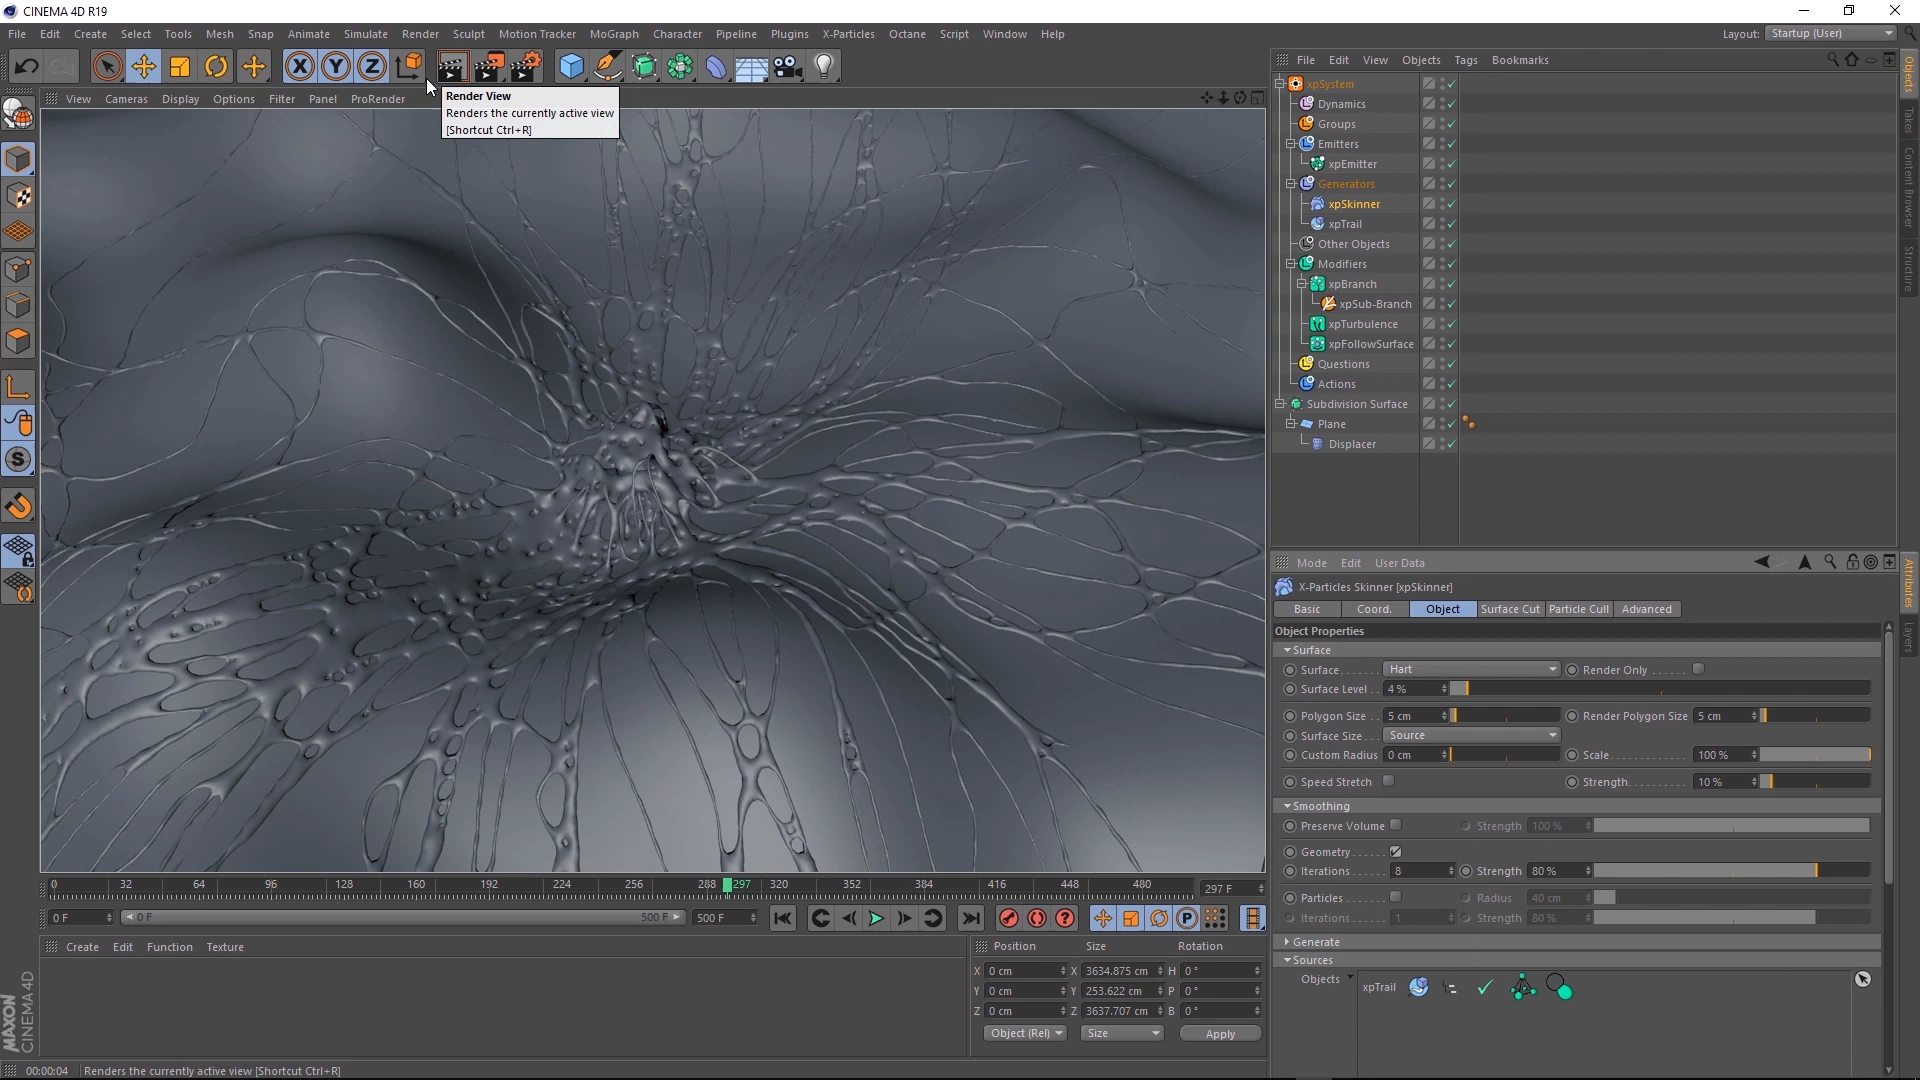 CINEMA 4D R19
File Edit Create Select Tools Mesh Snap Animate Simulate Render Sculpt Motion Tracker MoGraph Character Pipeline Plugins X-Particles Octane Script Window Help
Layout: Startup (User)
File Edit View Objects Tags Bookmarks
View Cameras Display Options Filter Panel ProRender
Render View
Renders the currently active view
[Shortcut Ctrl+R]
xpSystem
Dynamics
Groups
Emitters
xpEmitter
Generators
xpSkinner
xpTrail
Other Objects
Modifiers
xpBranch
xpSub-Branch
xpTurbulence
xpFollowSurface
Questions
Actions
Subdivision Surface
Plane
Displacer
Objects
Takes
Content Browser
Structure
Mode Edit User Data
X-Particles Skinner [xpSkinner]
Basic Coord. Object Surface Cut Particle Cull Advanced
Object Properties
Surface
Surface Hart Render Only
Surface Level 4 %
Polygon Size 5 cm Render Polygon Size 5 cm
Surface Size Source
Custom Radius 0 cm Scale 100 %
Speed Stretch Strength 10 %
Smoothing
Preserve Volume Strength 100 %
Geometry
Iterations 8 Strength 80 %
Particles Radius 40 cm
Iterations 1 Strength 80 %
Generate
Sources
Objects xpTrail
Attributes
Layers
0 32 64 96 128 160 192 224 256 288 297 320 352 384 416 448 480 297 F
0 F 0 F 500 F 500 F
Create Edit Function Texture
Position Size Rotation
X 0 cm X 3634.875 cm H 0 °
Y 0 cm Y 253.622 cm P 0 °
Z 0 cm Z 3637.707 cm B 0 °
Object (Rel) Size Apply
MAXON
CINEMA 4D
00:00:04 Renders the currently active view [Shortcut Ctrl+R]